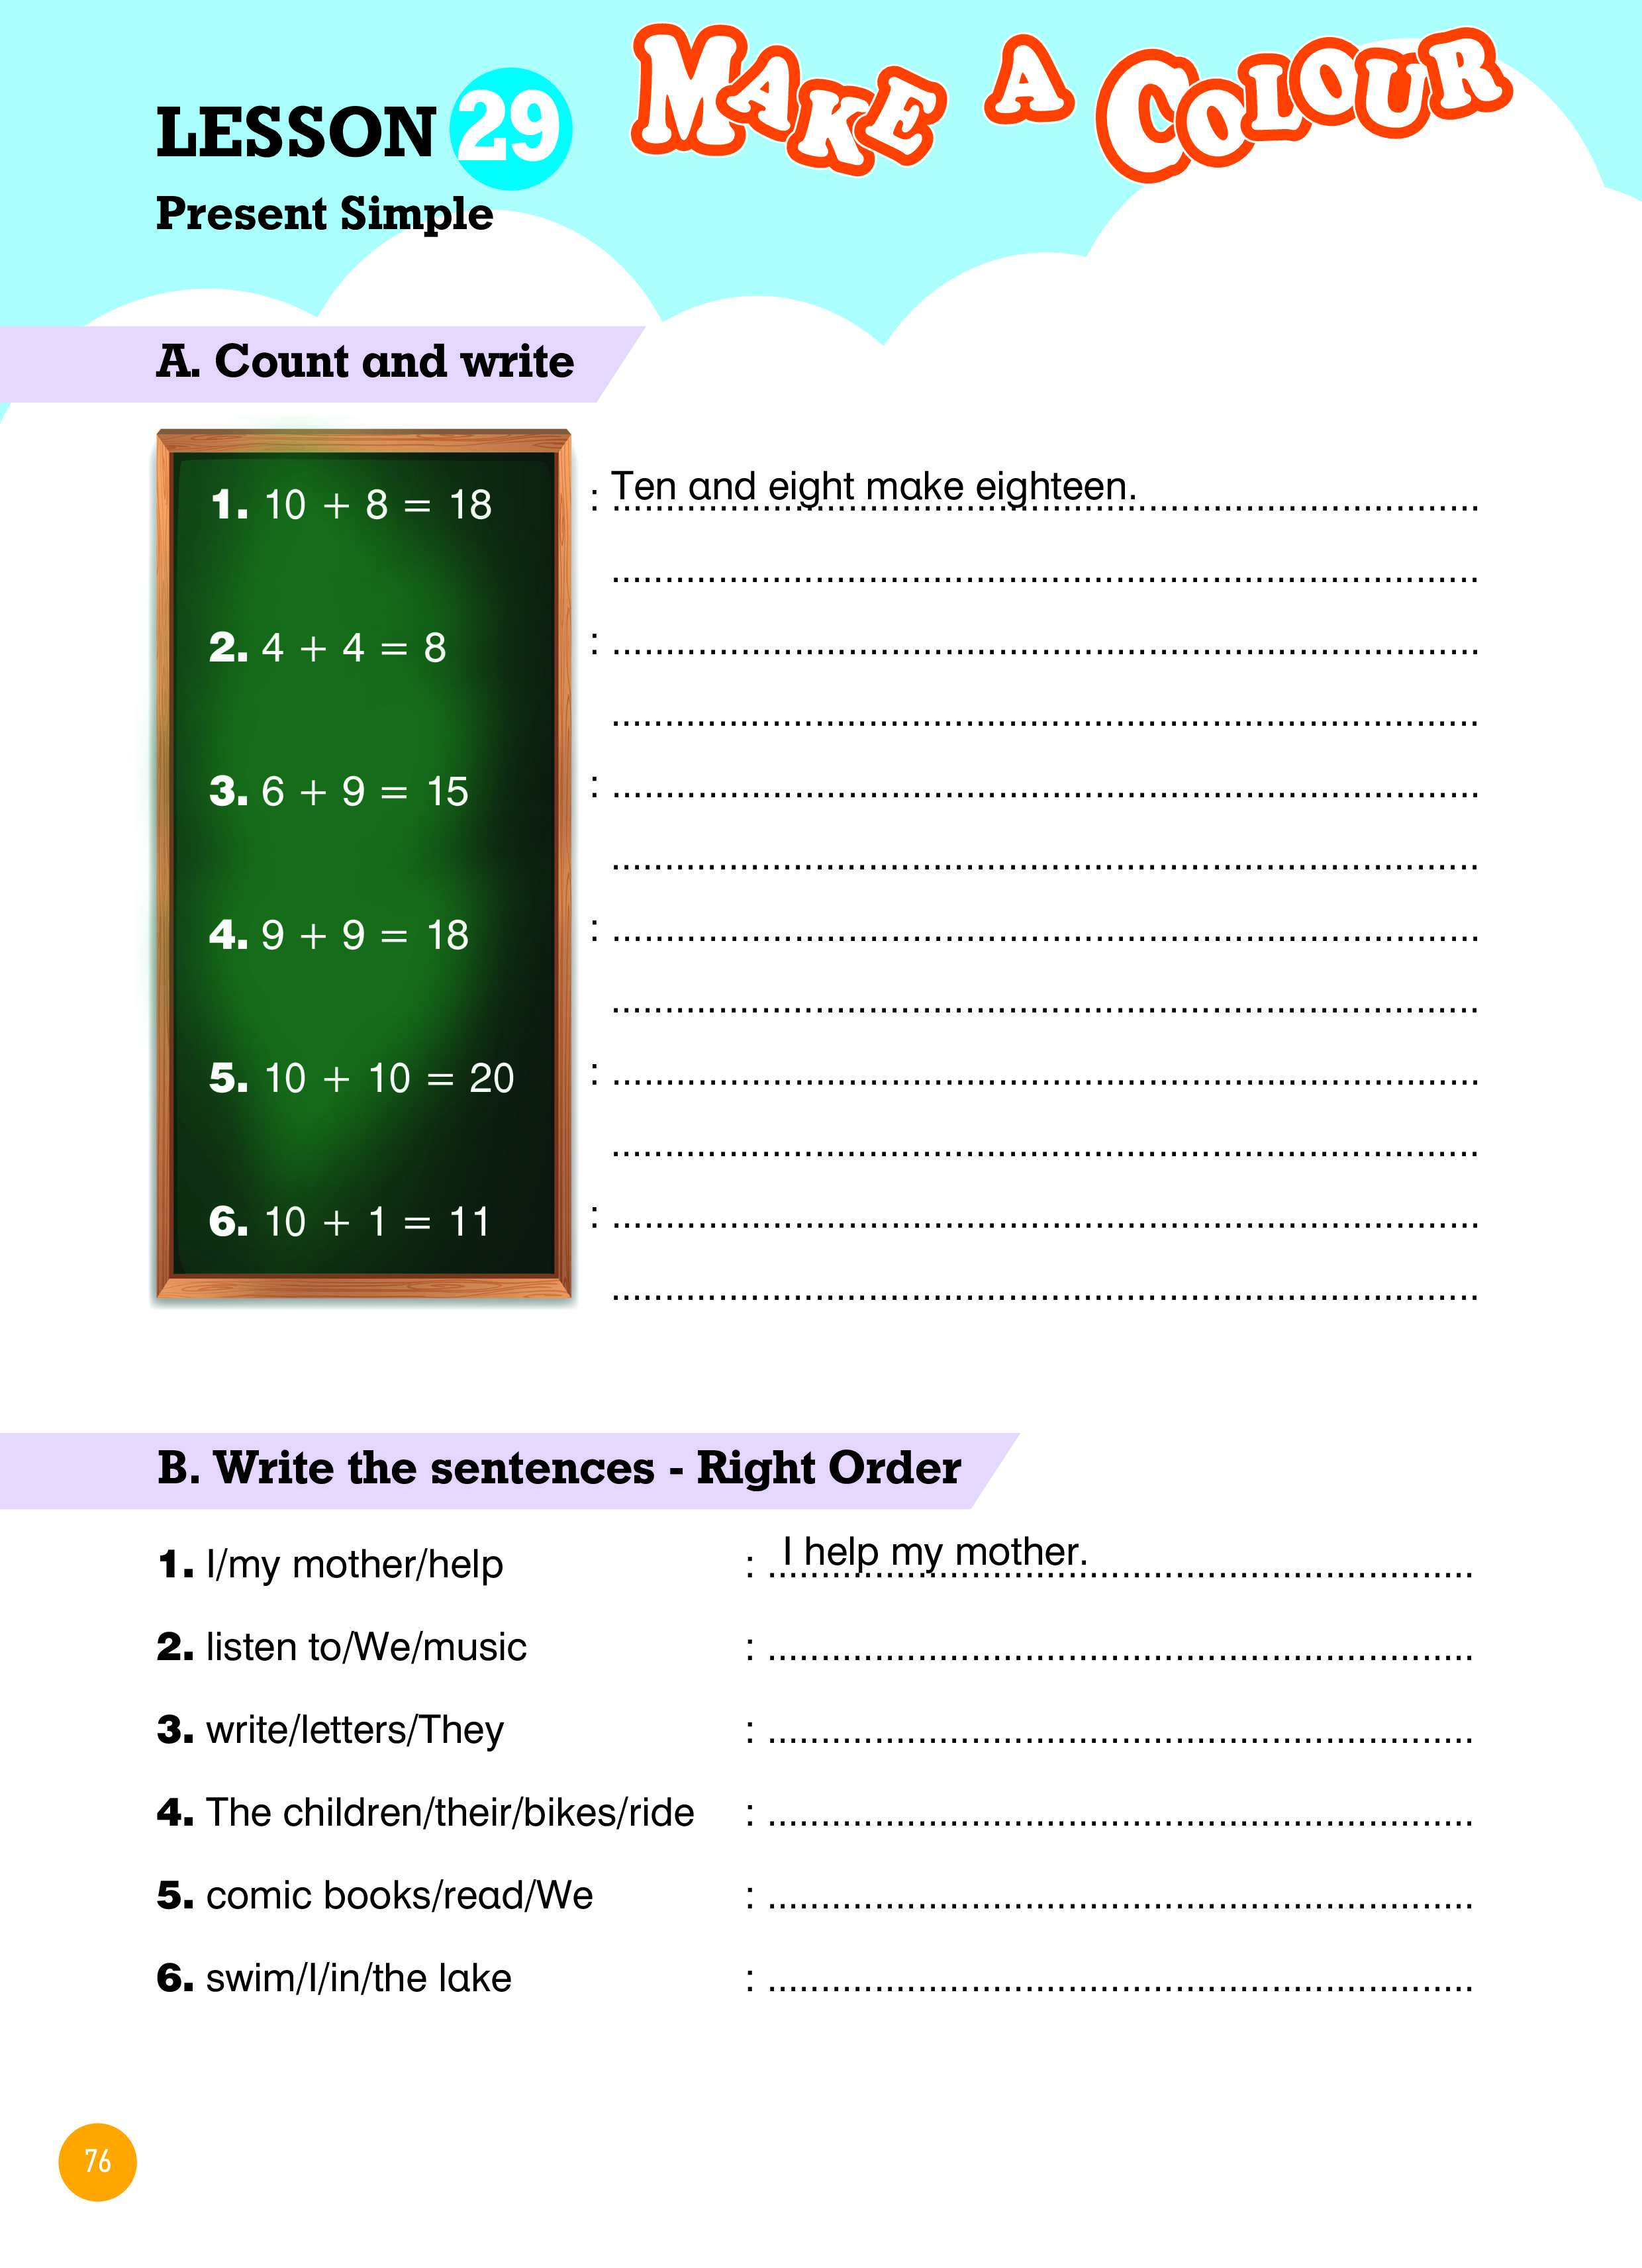 LESSON 29
MAKE A COLOUR
Present Simple
A. Count and write
1. 10 + 8 = 18 : Ten and eight make eighteen.
2. 4 + 4 = 8 :
3. 6 + 9 = 15 :
4. 9 + 9 = 18 :
5. 10 + 10 = 20 :
6. 10 + 1 = 11 :
B. Write the sentences - Right Order
1. I/my mother/help : I help my mother.
2. listen to/We/music :
3. write/letters/They :
4. The children/their/bikes/ride :
5. comic books/read/We :
6. swim/I/in/the lake :
76